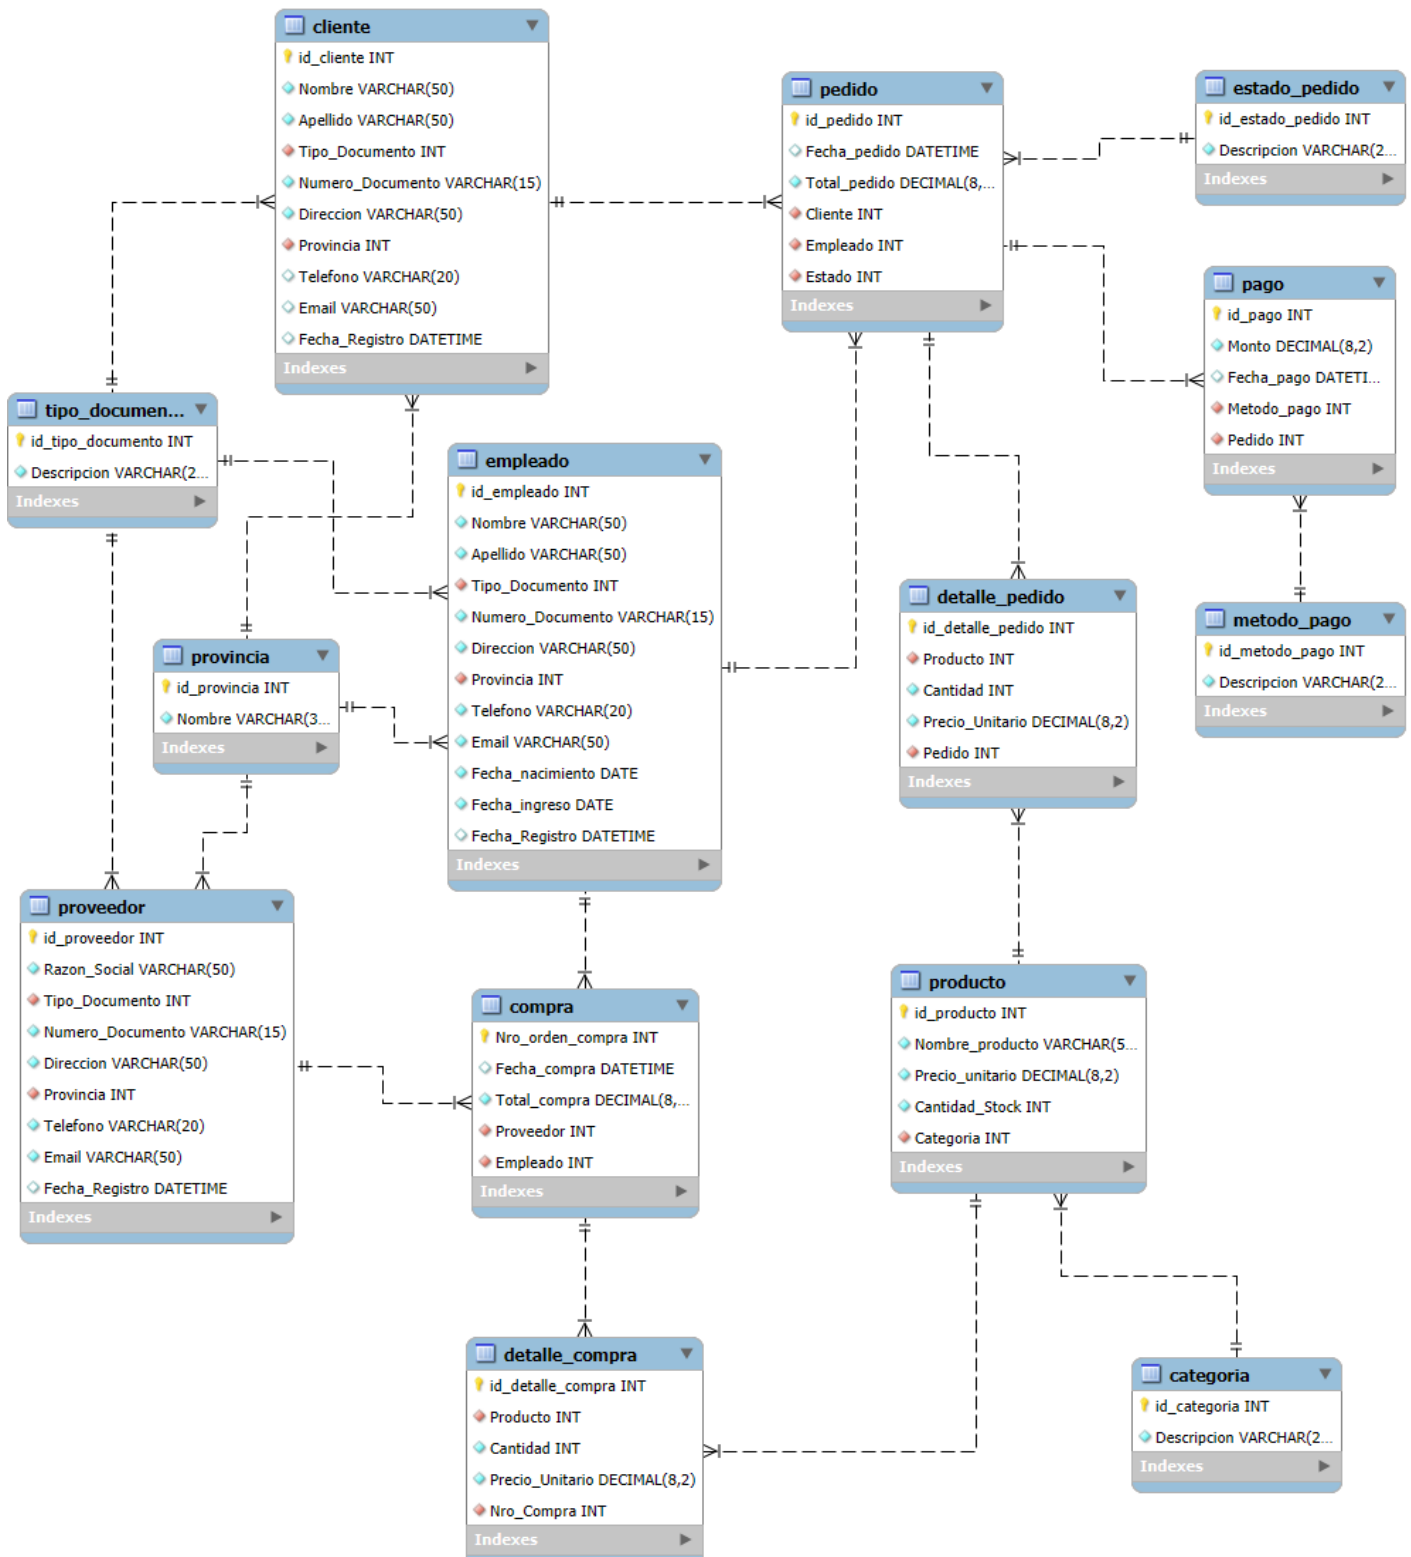 cliente
id_cliente INT
Nombre VARCHAR(50)
Apellido VARCHAR(50)
Tipo_Documento INT
Numero_Documento VARCHAR(15)
Direccion VARCHAR(50)
Provincia INT
Telefono VARCHAR(20)
Email VARCHAR(50)
Fecha_Registro DATETIME
Indexes
pedido
id_pedido INT
Fecha_pedido DATETIME
Total_pedido DECIMAL(8,...
Cliente INT
Empleado INT
Estado INT
Indexes
estado_pedido
id_estado_pedido INT
Descripcion VARCHAR(2...
Indexes
pago
id_pago INT
Monto DECIMAL(8,2)
Fecha_pago DATETI...
Metodo_pago INT
Pedido INT
Indexes
tipo_documen...
id_tipo_documento INT
Descripcion VARCHAR(2...
Indexes
empleado
id_empleado INT
Nombre VARCHAR(50)
Apellido VARCHAR(50)
Tipo_Documento INT
Numero_Documento VARCHAR(15)
Direccion VARCHAR(50)
Provincia INT
Telefono VARCHAR(20)
Email VARCHAR(50)
Fecha_nacimiento DATE
Fecha_ingreso DATE
Fecha_Registro DATETIME
Indexes
detalle_pedido
id_detalle_pedido INT
Producto INT
Cantidad INT
Precio_Unitario DECIMAL(8,2)
Pedido INT
Indexes
metodo_pago
id_metodo_pago INT
Descripcion VARCHAR(2...
Indexes
provincia
id_provincia INT
Nombre VARCHAR(3...
Indexes
proveedor
id_proveedor INT
Razon_Social VARCHAR(50)
Tipo_Documento INT
Numero_Documento VARCHAR(15)
Direccion VARCHAR(50)
Provincia INT
Telefono VARCHAR(20)
Email VARCHAR(50)
Fecha_Registro DATETIME
Indexes
compra
Nro_orden_compra INT
Fecha_compra DATETIME
Total_compra DECIMAL(8,...
Proveedor INT
Empleado INT
Indexes
producto
id_producto INT
Nombre_producto VARCHAR(5...
Precio_unitario DECIMAL(8,2)
Cantidad_Stock INT
Categoria INT
Indexes
detalle_compra
id_detalle_compra INT
Producto INT
Cantidad INT
Precio_Unitario DECIMAL(8,2)
Nro_Compra INT
Indexes
categoria
id_categoria INT
Descripcion VARCHAR(2...
Indexes